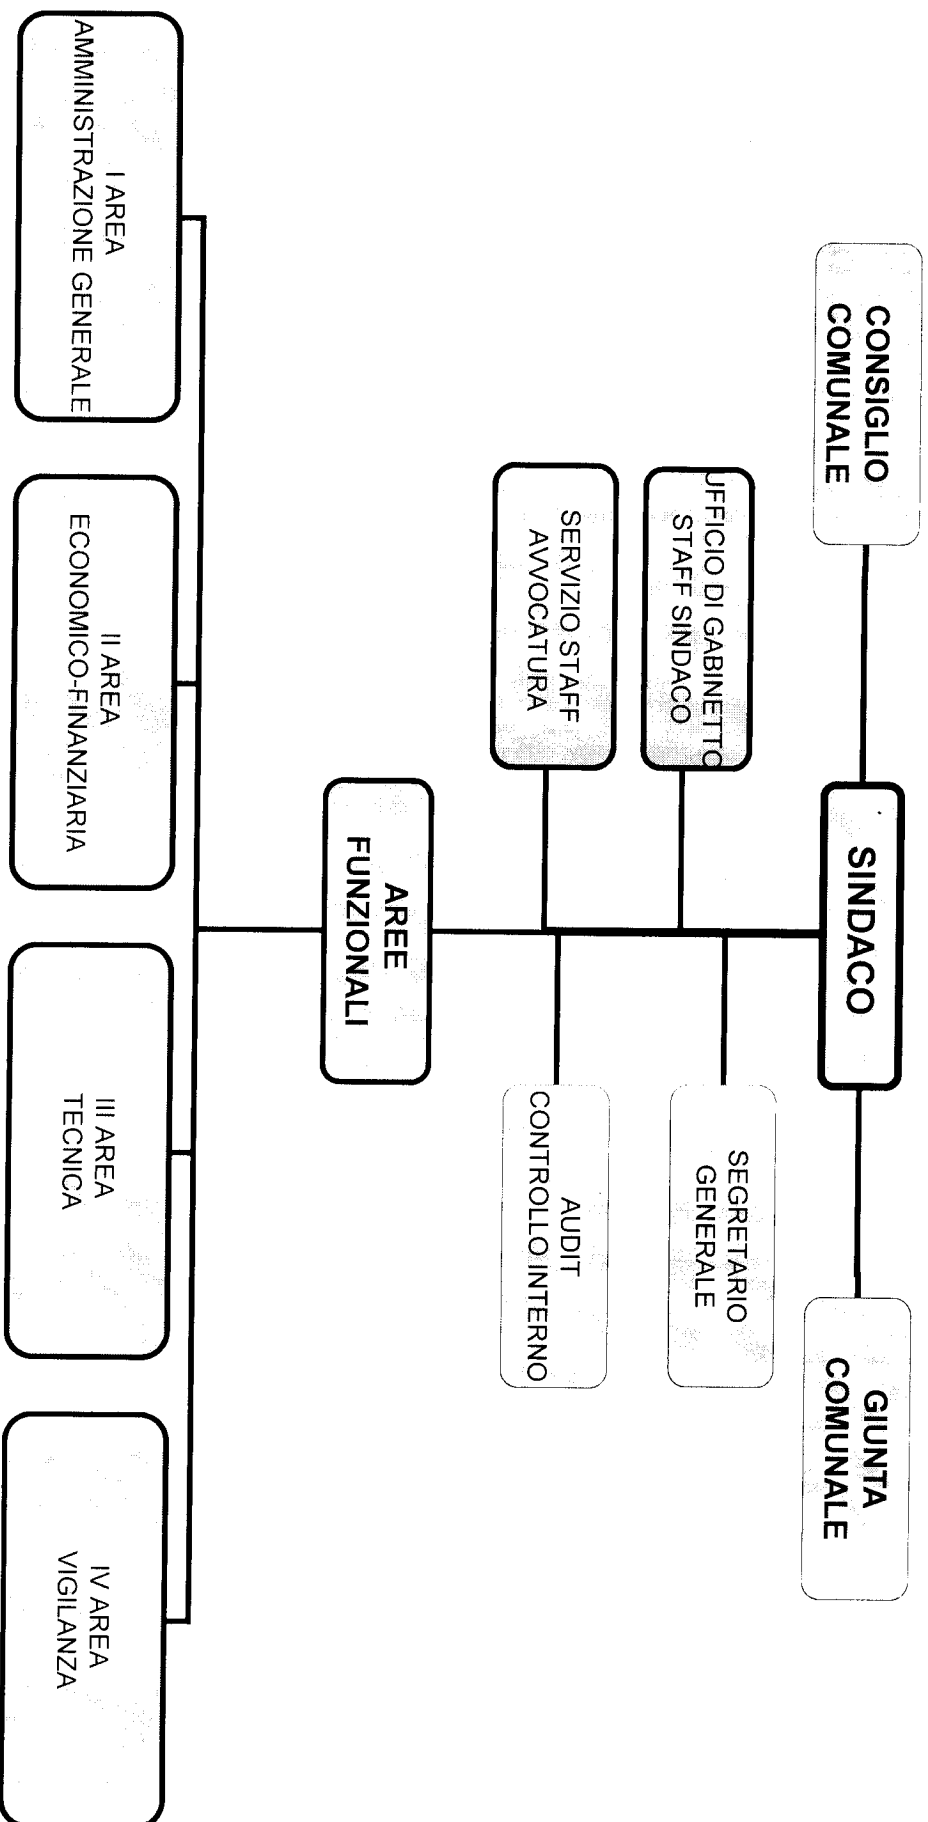 CONSIGLIO
COMUNALE
SINDACO
GIUNTA
COMUNALE
UFFICIO DI GABINETTO
STAFF SINDACO
SEGRETARIO
GENERALE
SERVIZIO STAFF
AVVOCATURA
AUDIT
CONTROLLO INTERNO
AREE
FUNZIONALI
I AREA
AMMINISTRAZIONE GENERALE
II AREA
ECONOMICO-FINANZIARIA
III AREA
TECNICA
IV AREA
VIGILANZA